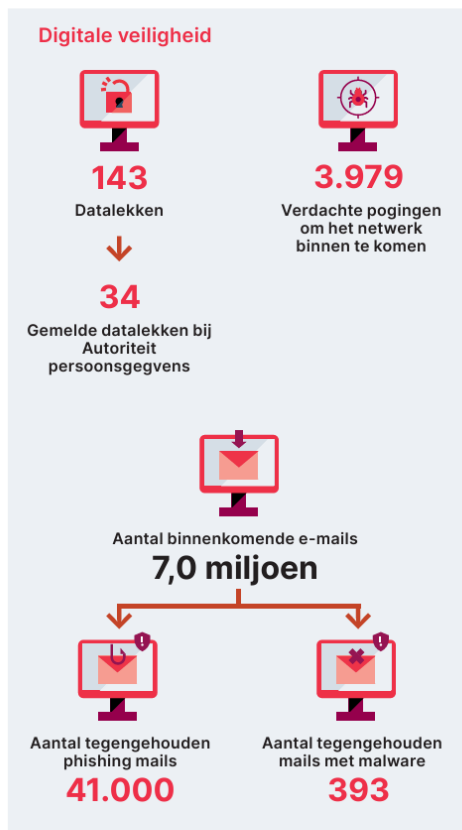 Digitale veiligheid
143
Datalekken
34
Gemelde datalekken bij
Autoriteit
persoonsgegvens
3.979
Verdachte pogingen
om het netwerk
binnen te komen
Aantal binnenkomende e-mails
7,0 miljoen
Aantal tegengehouden
phishing mails
41.000
Aantal tegengehouden
mails met malware
393